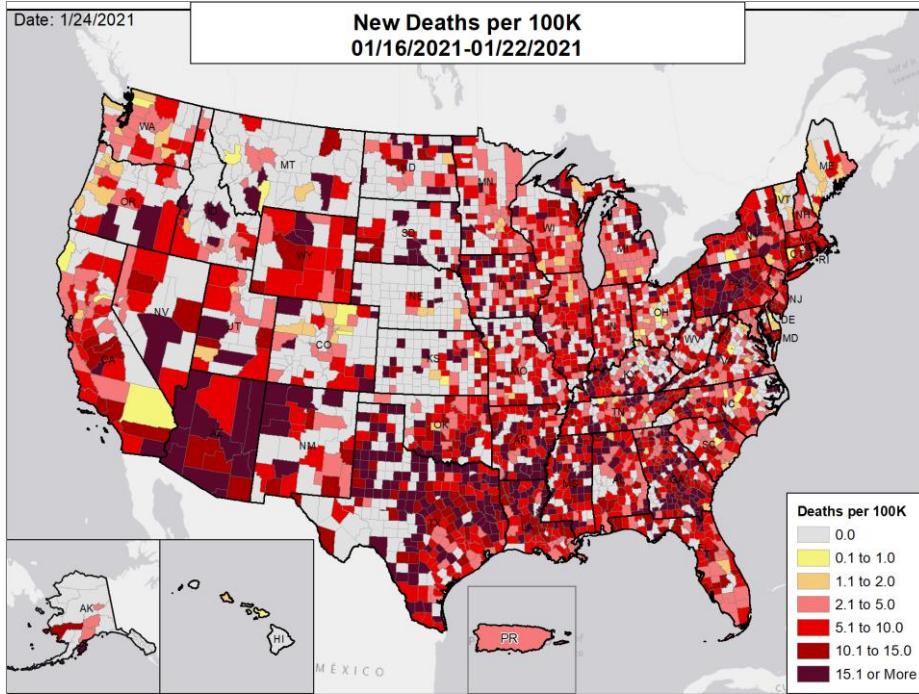 Date: 1/24/2021
New Deaths per 100K
01/16/2021-01/22/2021
WA
MT
ND
MN
ME
OR
ID
WY
SD
WI
MI
VT
NH
NY
MA
CT
RI
NV
UT
CO
NE
IA
IL
IN
OH
PA
NJ
DE
MD
WV
VA
CA
KS
MO
KY
NC
TN
SC
AZ
NM
OK
AR
MS
AL
GA
LA
FL
AK
HI
PR
MÉXICO
Deaths per 100K
0.0
0.1 to 1.0
1.1 to 2.0
2.1 to 5.0
5.1 to 10.0
10.1 to 15.0
15.1 or More